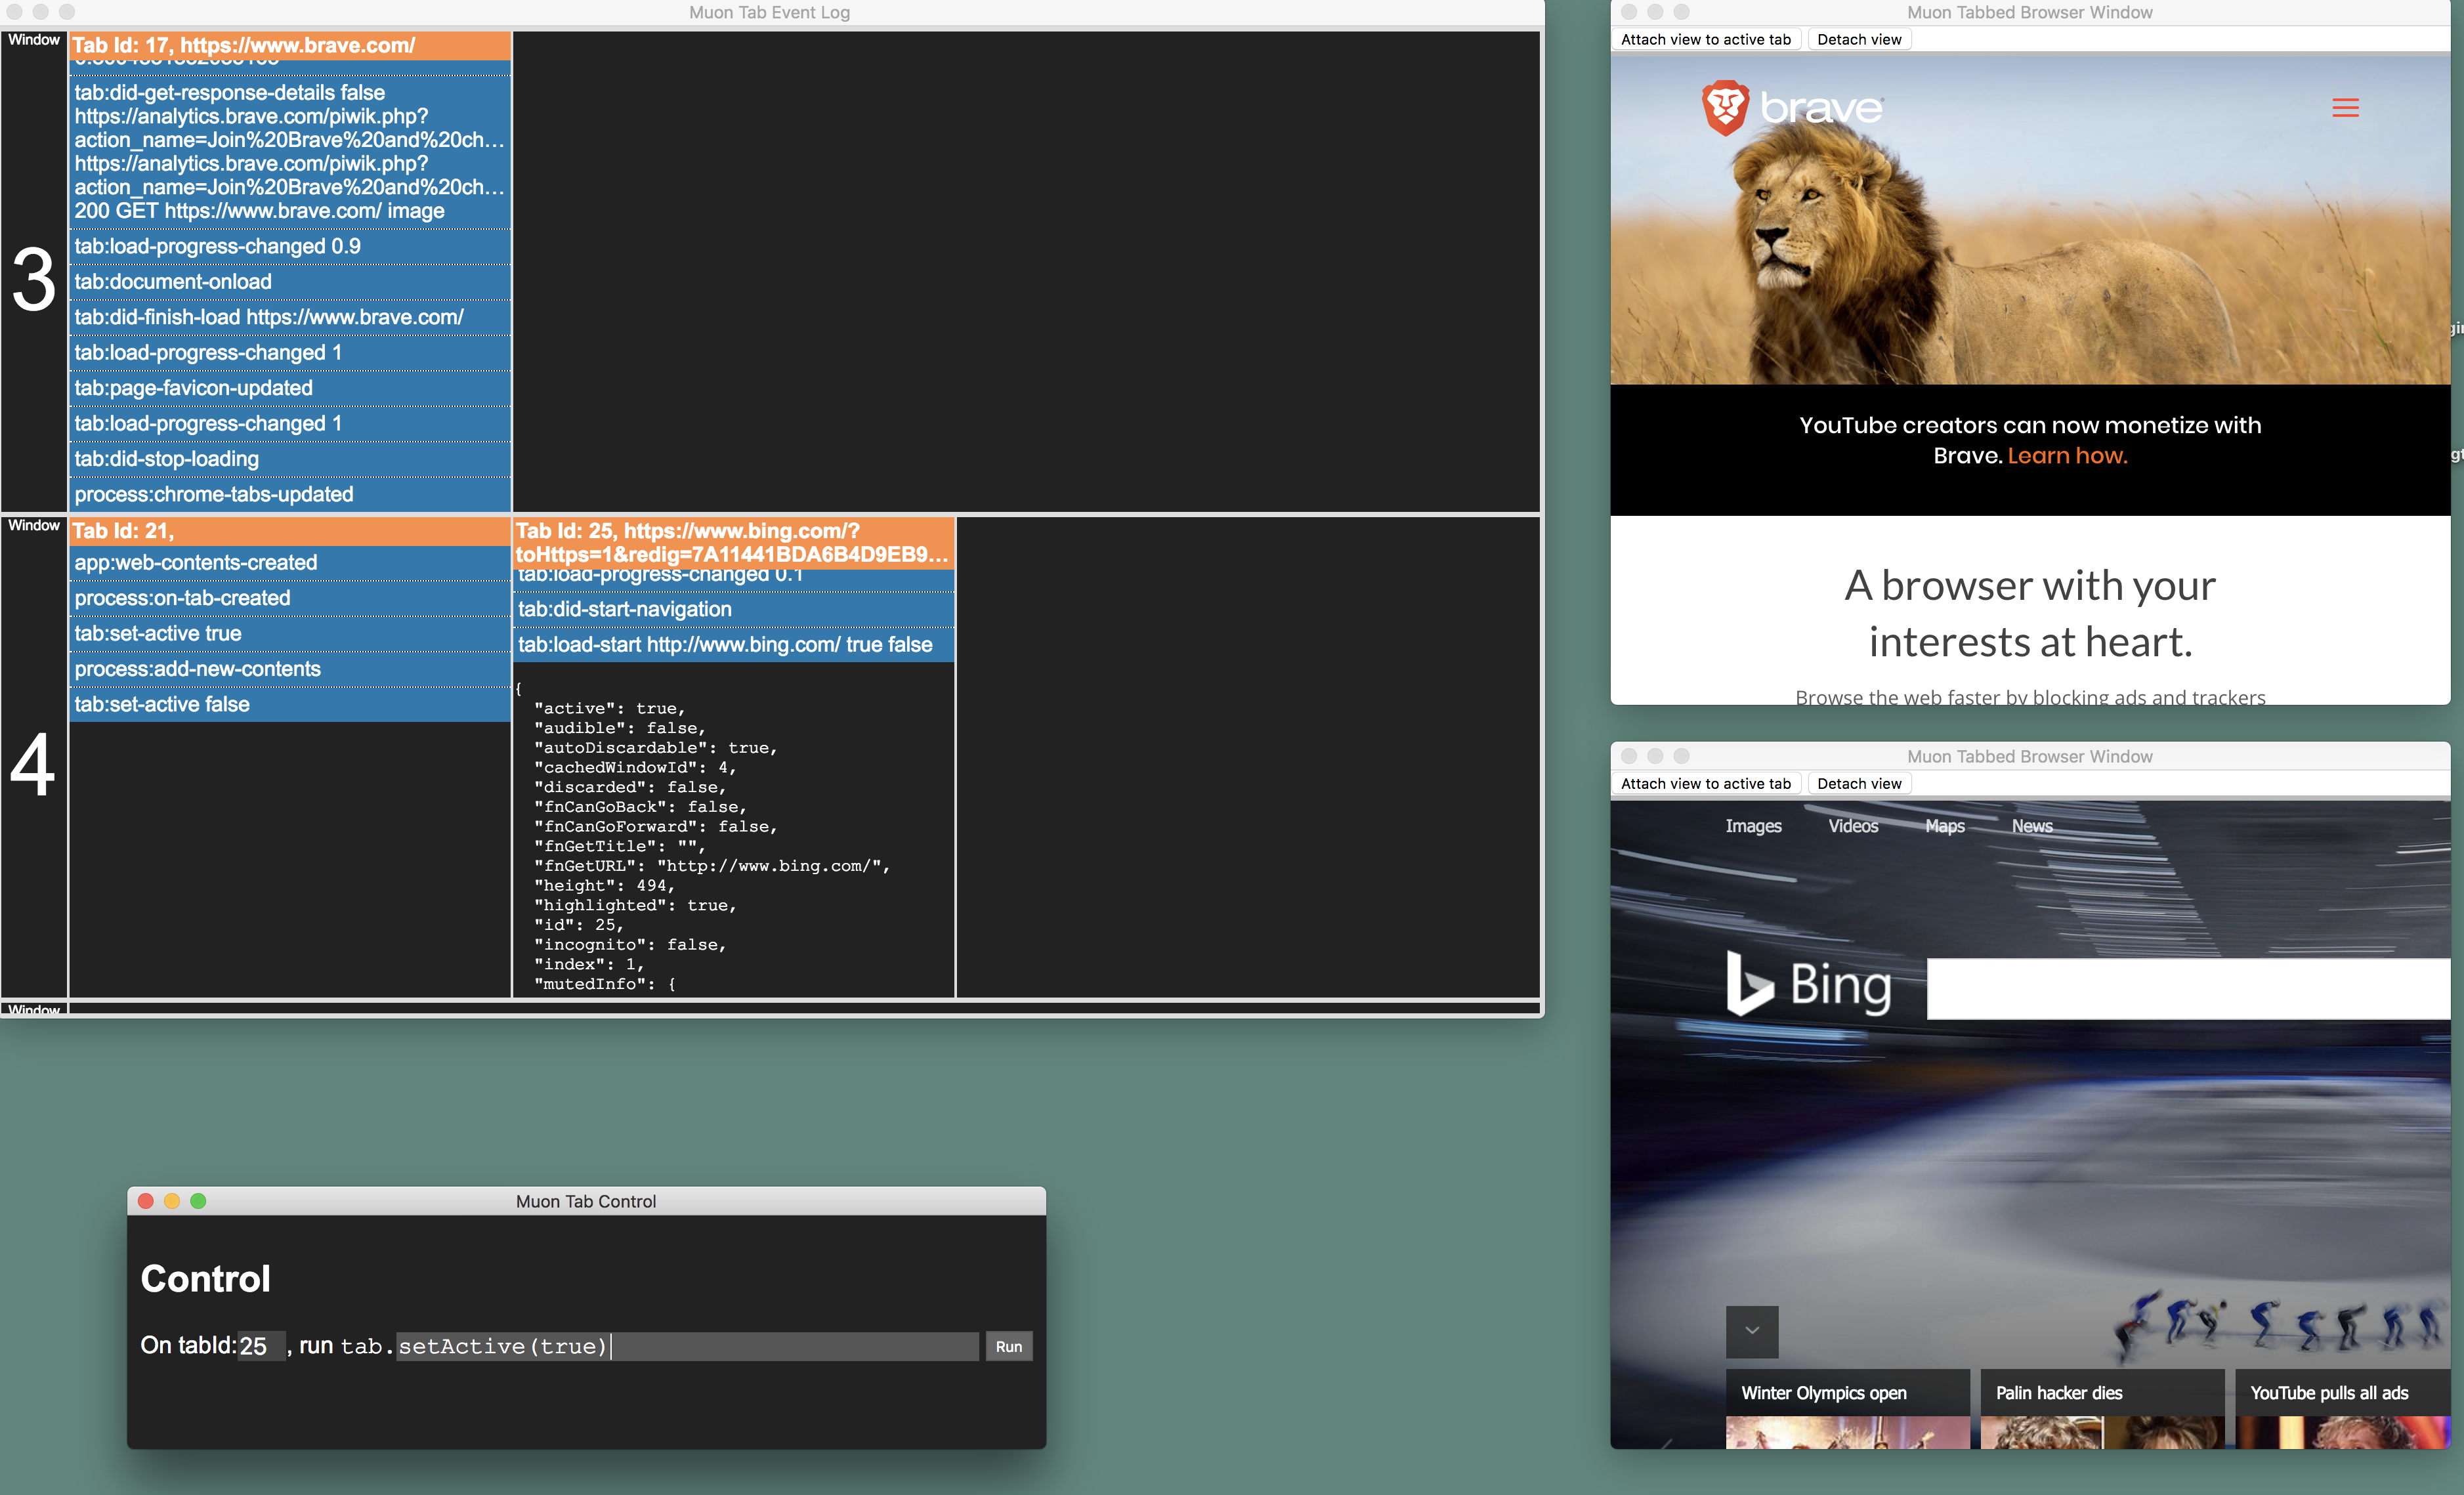 Muon Tab Event Log
Window
3
Tab Id: 17, https://www.brave.com/
tab:did-get-response-details false
https://analytics.brave.com/piwik.php?
action_name=Join%20Brave%20and%20ch...
https://analytics.brave.com/piwik.php?
action_name=Join%20Brave%20and%20ch...
200 GET https://www.brave.com/ image
tab:load-progress-changed 0.9
tab:document-onload
tab:did-finish-load https://www.brave.com/
tab:load-progress-changed 1
tab:page-favicon-updated
tab:load-progress-changed 1
tab:did-stop-loading
process:chrome-tabs-updated
Window
4
Tab Id: 21,
app:web-contents-created
process:on-tab-created
tab:set-active true
process:add-new-contents
tab:set-active false
Tab Id: 25, https://www.bing.com/?
toHttps=1&redig=7A11441BDA6B4D9EB9...
tab:load-progress-changed 0.1
tab:did-start-navigation
tab:load-start http://www.bing.com/ true false
{
"active": true,
"audible": false,
"autoDiscardable": true,
"cachedWindowId": 4,
"discarded": false,
"fnCanGoBack": false,
"fnCanGoForward": false,
"fnGetTitle": "",
"fnGetURL": "http://www.bing.com/",
"height": 494,
"highlighted": true,
"id": 25,
"incognito": false,
"index": 1,
"mutedInfo": {
Window
Muon Tab Control
Control
On tabId:25 , run tab.setActive(true) Run
Muon Tabbed Browser Window
Attach view to active tab Detach view
brave
YouTube creators can now monetize with
Brave. Learn how.
A browser with your
interests at heart.
Browse the web faster by blocking ads and trackers
Muon Tabbed Browser Window
Attach view to active tab Detach view
Images Videos Maps News
Bing
Winter Olympics open
Palin hacker dies
YouTube pulls all ads